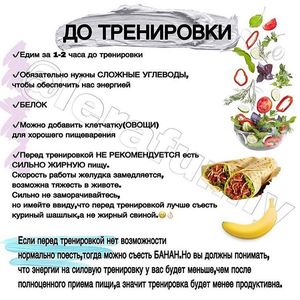 ДО ТРЕНИРОВКИ
✓Едим за 1-2 часа до тренировки
✓Обязательно нужны СЛОЖНЫЕ УГЛЕВОДЫ,
чтобы обеспечить нас энергией
✓БЕЛОК
✓Можно добавить клетчатку(ОВОЩИ)
для хорошего пищеварения
✓Перед тренировкой НЕ РЕКОМЕНДУЕТСЯ есть
СИЛЬНО ЖИРНУЮ пищу.
Скорость работы желудка замедляется,
возможна тяжесть в животе.
Сильно не заморачивайтесь,
но имейте ввиду,что перед тренировкой лучше съесть
куриный шашлык,а не жирный свиной.
Если перед тренировкой нет возможности
нормально поесть,тогда можно съесть БАНАН.Но вы должны понимать,
что энергии на силовую тренировку у вас будет меньше,чем после
полноценного приема пищи,а значит тренировка будет менее продуктивна.